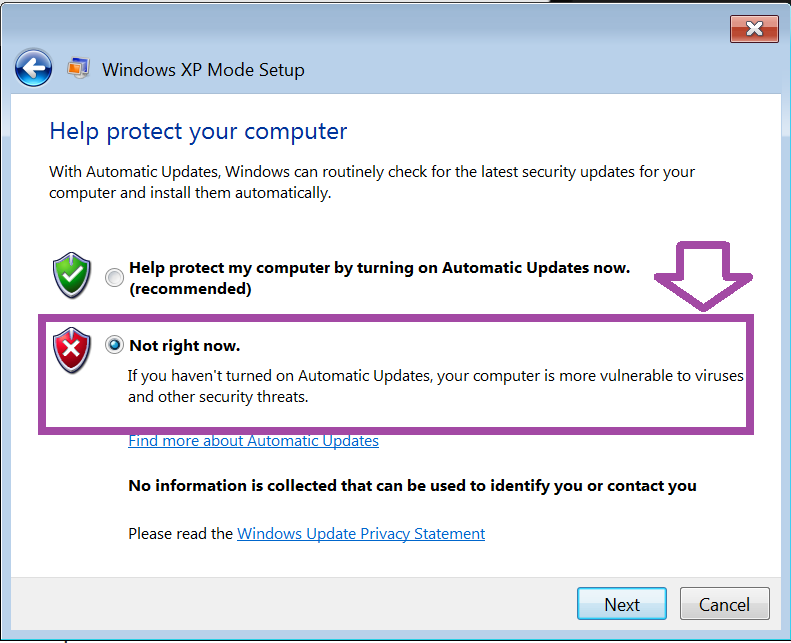 Windows XP Mode Setup
Help protect your computer
With Automatic Updates, Windows can routinely check for the latest security updates for your
computer and install them automatically.
Help protect my computer by turning on Automatic Updates now.
(recommended)
Not right now.
If you haven't turned on Automatic Updates, your computer is more vulnerable to viruses
and other security threats.
Find more about Automatic Updates
No information is collected that can be used to identify you or contact you
Please read the Windows Update Privacy Statement
Next
Cancel